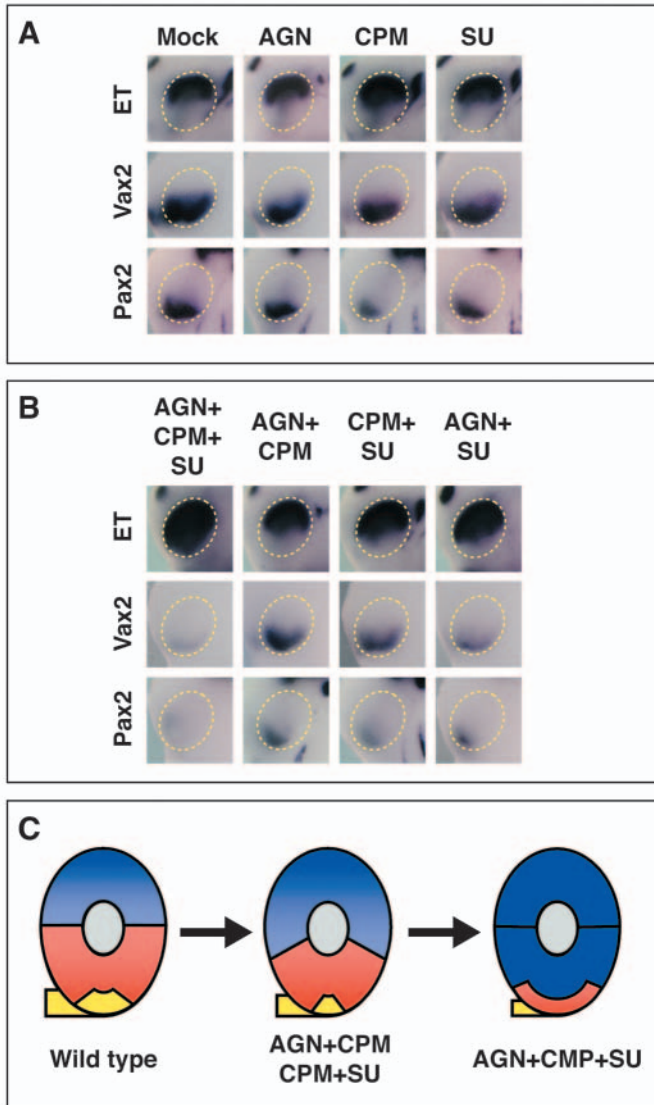 A
Mock AGN CPM SU
ET
Vax2
Pax2
B
AGN+
CPM+
SU
AGN+
CPM
CPM+
SU
AGN+
SU
ET
Vax2
Pax2
C
Wild type
AGN+CPM
CPM+SU
AGN+CMP+SU